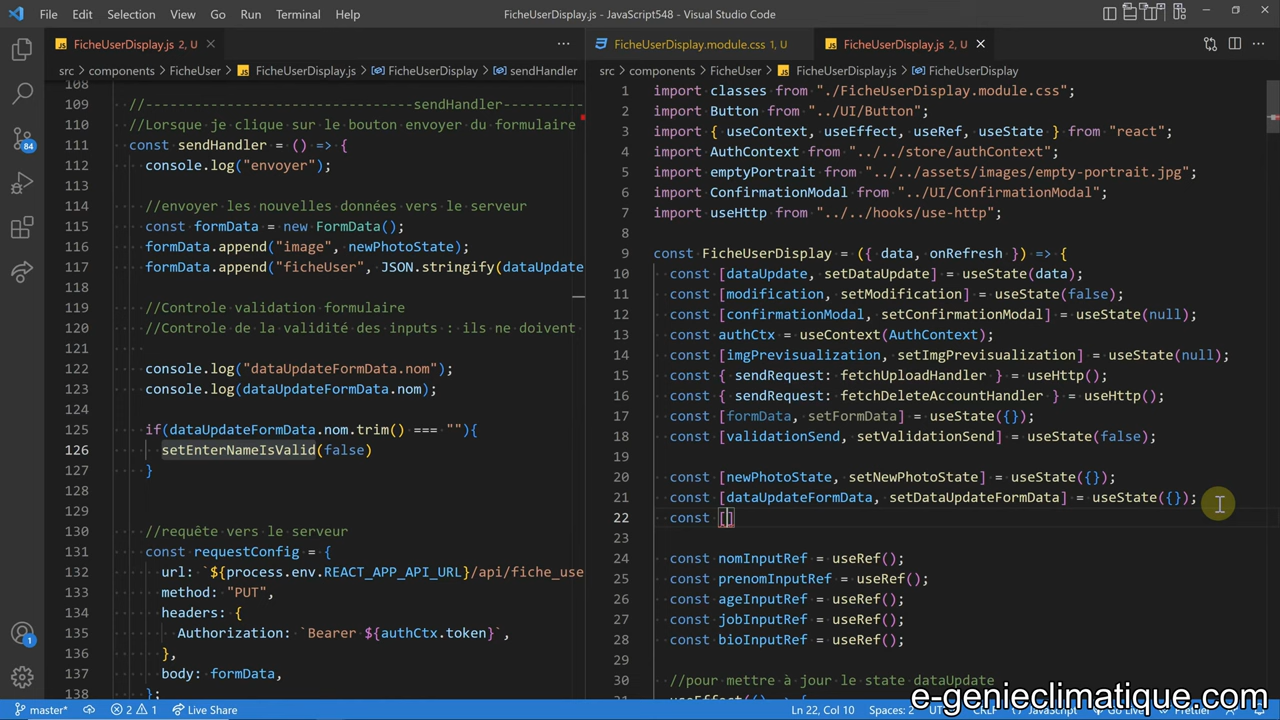 File Edit Selection View Go Run Terminal Help FicheUserDisplay.js - JavaScript548 - Visual Studio Code
FicheUserDisplay.js 2, U
src > components > FicheUser > FicheUserDisplay.js > FicheUserDisplay > sendHandler
108
109 //---------------------------------sendHandler----------
110 //Lorsque je clique sur le bouton envoyer du formulaire
111 const sendHandler = () => {
112 console.log("envoyer");
113
114 //envoyer les nouvelles données vers le serveur
115 const formData = new FormData();
116 formData.append("image", newPhotoState);
117 formData.append("ficheUser", JSON.stringify(dataUpdate
118
119 //Controle validation formulaire
120 //Controle de la validité des inputs : ils ne doivent
121
122 console.log("dataUpdateFormData.nom");
123 console.log(dataUpdateFormData.nom);
124
125 if(dataUpdateFormData.nom.trim() === ""){
126 setEnterNameIsValid(false)
127 }
128
129
130 //requête vers le serveur
131 const requestConfig = {
132 url: `${process.env.REACT_APP_API_URL}/api/fiche_use
133 method: "PUT",
134 headers: {
135 Authorization: `Bearer ${authCtx.token}`,
136 },
137 body: formData,
138 };
FicheUserDisplay.module.css 1, U FicheUserDisplay.js 2, U
src > components > FicheUser > FicheUserDisplay.js > FicheUserDisplay
1 import classes from "./FicheUserDisplay.module.css";
2 import Button from "../UI/Button";
3 import { useContext, useEffect, useRef, useState } from "react";
4 import AuthContext from "../../store/authContext";
5 import emptyPortrait from "../../assets/images/empty-portrait.jpg";
6 import ConfirmationModal from "../UI/ConfirmationModal";
7 import useHttp from "../../hooks/use-http";
8
9 const FicheUserDisplay = ({ data, onRefresh }) => {
10 const [dataUpdate, setDataUpdate] = useState(data);
11 const [modification, setModification] = useState(false);
12 const [confirmationModal, setConfirmationModal] = useState(null);
13 const authCtx = useContext(AuthContext);
14 const [imgPrevisualization, setImgPrevisualization] = useState(null);
15 const { sendRequest: fetchUploadHandler } = useHttp();
16 const { sendRequest: fetchDeleteAccountHandler } = useHttp();
17 const [formData, setFormData] = useState({});
18 const [validationSend, setValidationSend] = useState(false);
19
20 const [newPhotoState, setNewPhotoState] = useState({});
21 const [dataUpdateFormData, setDataUpdateFormData] = useState({});
22 const []
23
24 const nomInputRef = useRef();
25 const prenomInputRef = useRef();
26 const ageInputRef = useRef();
27 const jobInputRef = useRef();
28 const bioInputRef = useRef();
29
30 //pour mettre à jour le state dataUpdate
useEffect(() => {
84
1
master* 2 1 Live Share Ln 22, Col 10 Spaces: 2
e-genieclimatique.com